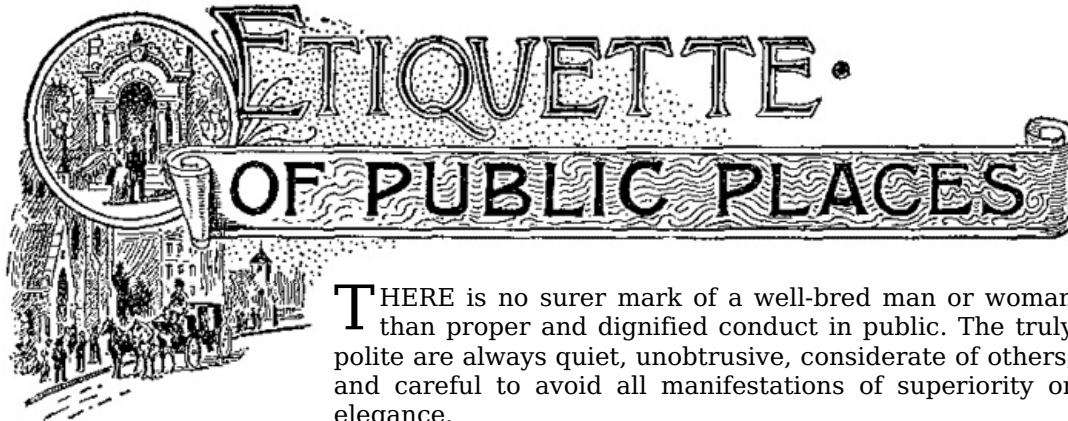 ETIQUETTE.
OF PUBLIC PLACES
THERE is no surer mark of a well-bred man or woman
than proper and dignified conduct in public. The truly
polite are always quiet, unobtrusive, considerate of others,
and careful to avoid all manifestations of superiority or
elegance.